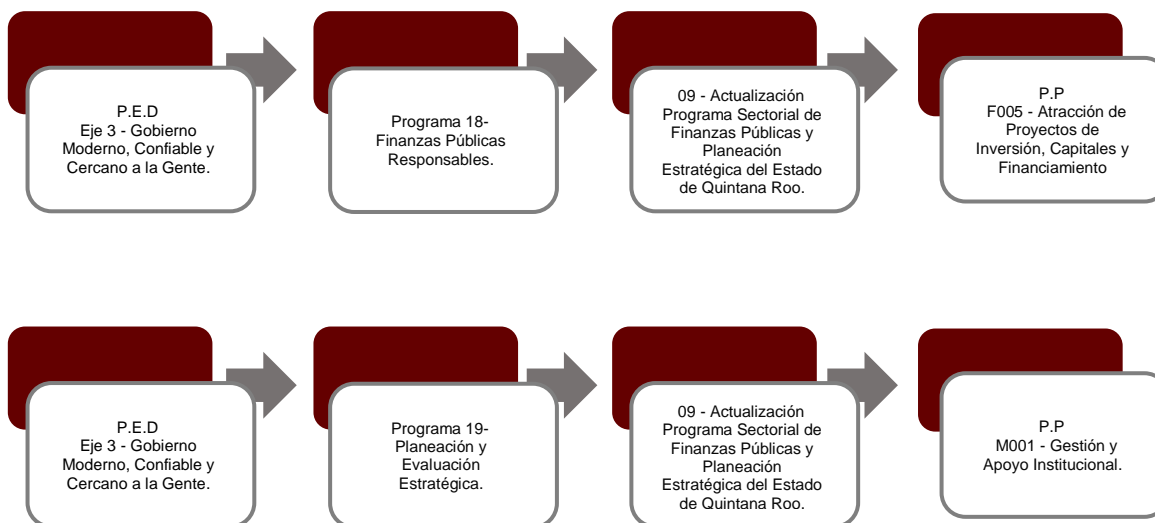 P.E.D
Eje 3 - Gobierno
Moderno, Confiable y
Cercano a la Gente.
Programa 18-
Finanzas Públicas
Responsables.
09 - Actualización
Programa Sectorial de
Finanzas Públicas y
Planeación
Estratégica del Estado
de Quintana Roo.
P.P
F005 - Atracción de
Proyectos de
Inversión, Capitales y
Financiamiento
P.E.D
Eje 3 - Gobierno
Moderno, Confiable y
Cercano a la Gente.
Programa 19-
Planeación y
Evaluación
Estratégica.
09 - Actualización
Programa Sectorial de
Finanzas Públicas y
Planeación
Estratégica del Estado
de Quintana Roo.
P.P
M001 - Gestión y
Apoyo Institucional.